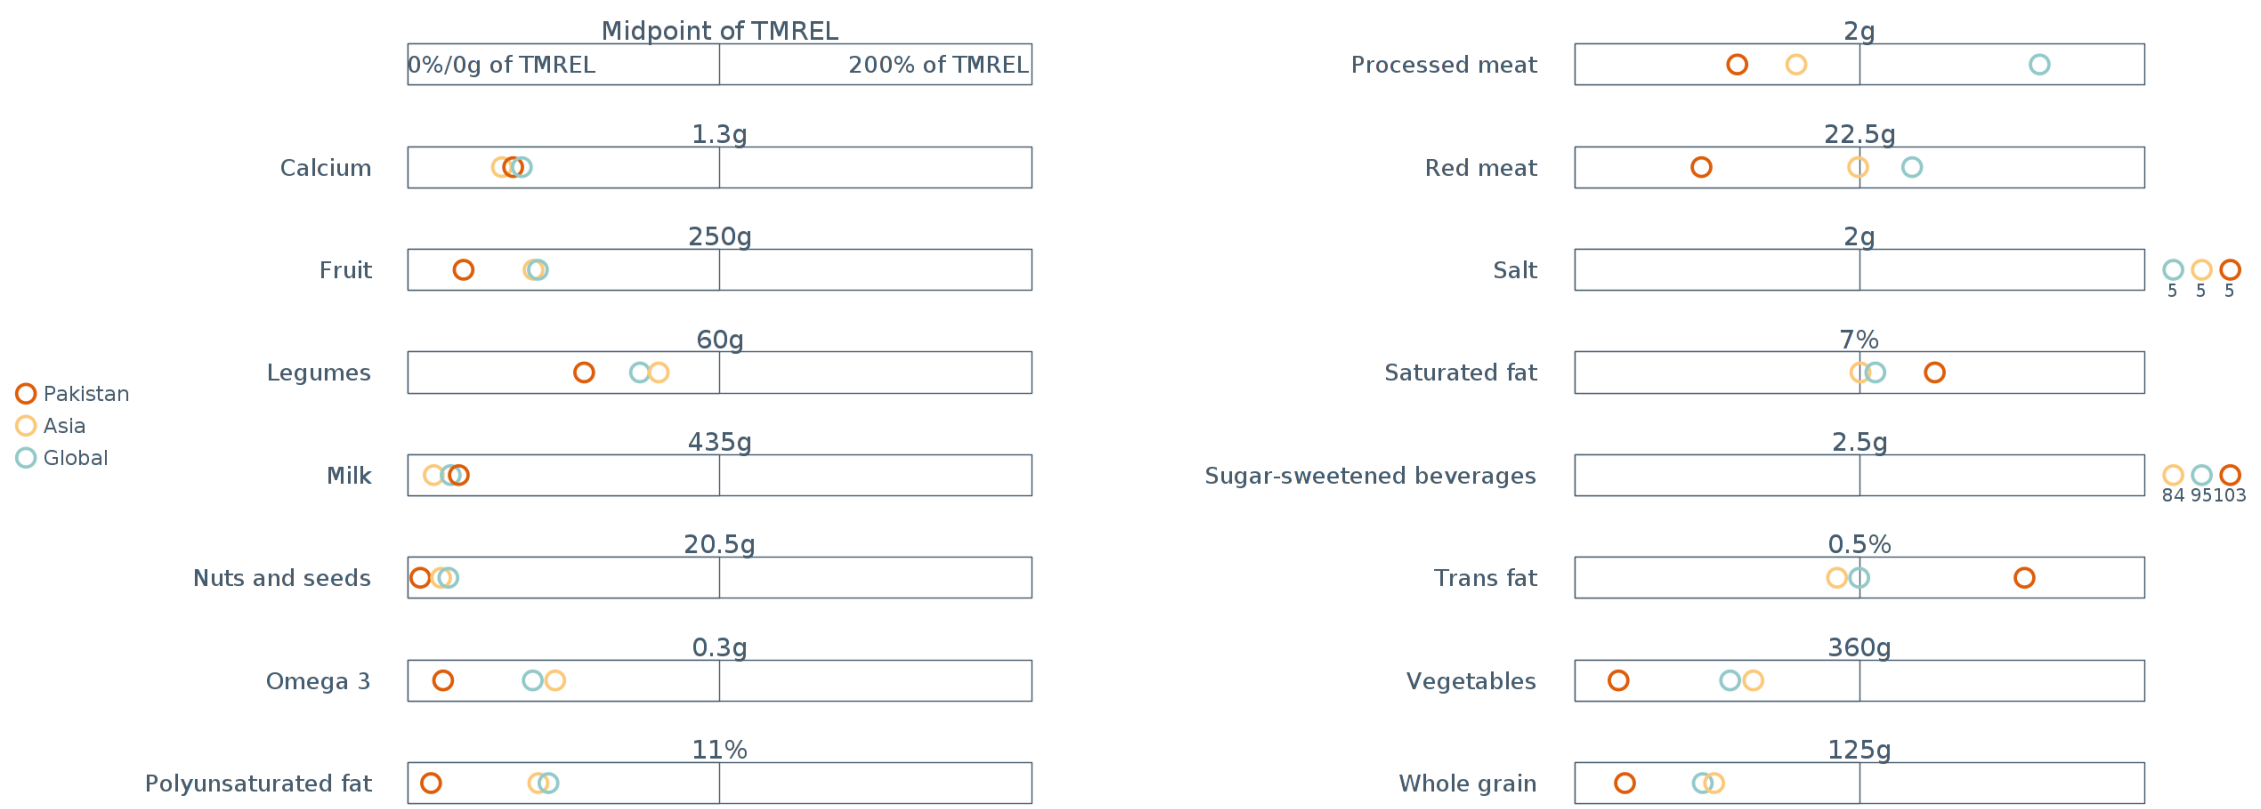 Midpoint of TMREL
0%/0g of TMREL
200% of TMREL
Calcium
1.3g
Fruit
250g
Legumes
60g
Milk
435g
Nuts and seeds
20.5g
Omega 3
0.3g
Polyunsaturated fat
11%
Pakistan
Asia
Global
Processed meat
2g
Red meat
22.5g
Salt
2g
5 5 5
Saturated fat
7%
Sugar-sweetened beverages
2.5g
84 95 103
Trans fat
0.5%
Vegetables
360g
Whole grain
125g